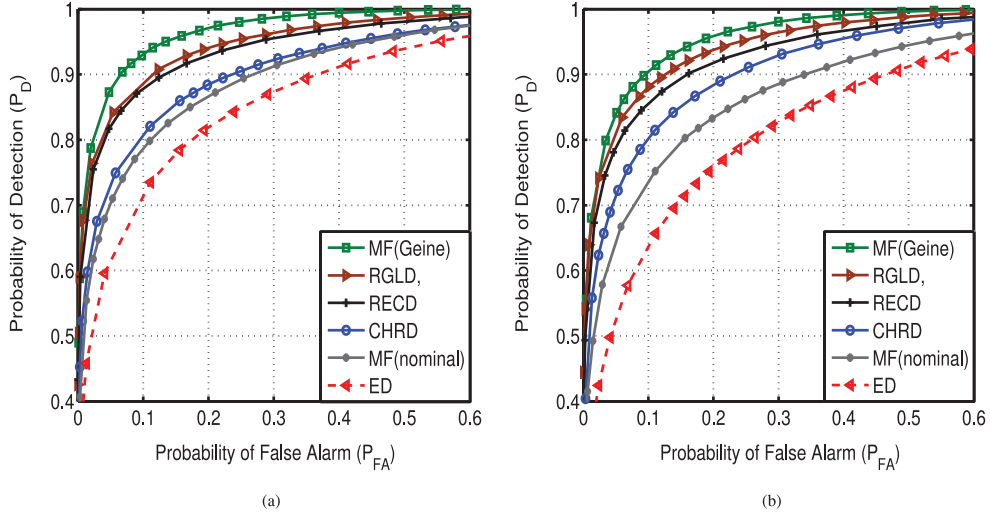 1
0.9
0.8
0.7
0.6
0.5
0.4
0 0.1 0.2 0.3 0.4 0.5 0.6
Probability of Detection (P_D)
Probability of False Alarm (P_FA)
MF(Geine)
RGLD,
RECD
CHRD
MF(nominal)
ED
(a)
1
0.9
0.8
0.7
0.6
0.5
0.4
0 0.1 0.2 0.3 0.4 0.5 0.6
Probability of Detection (P_D)
Probability of False Alarm (P_FA)
MF(Geine)
RGLD,
RECD
CHRD
MF(nominal)
ED
(b)